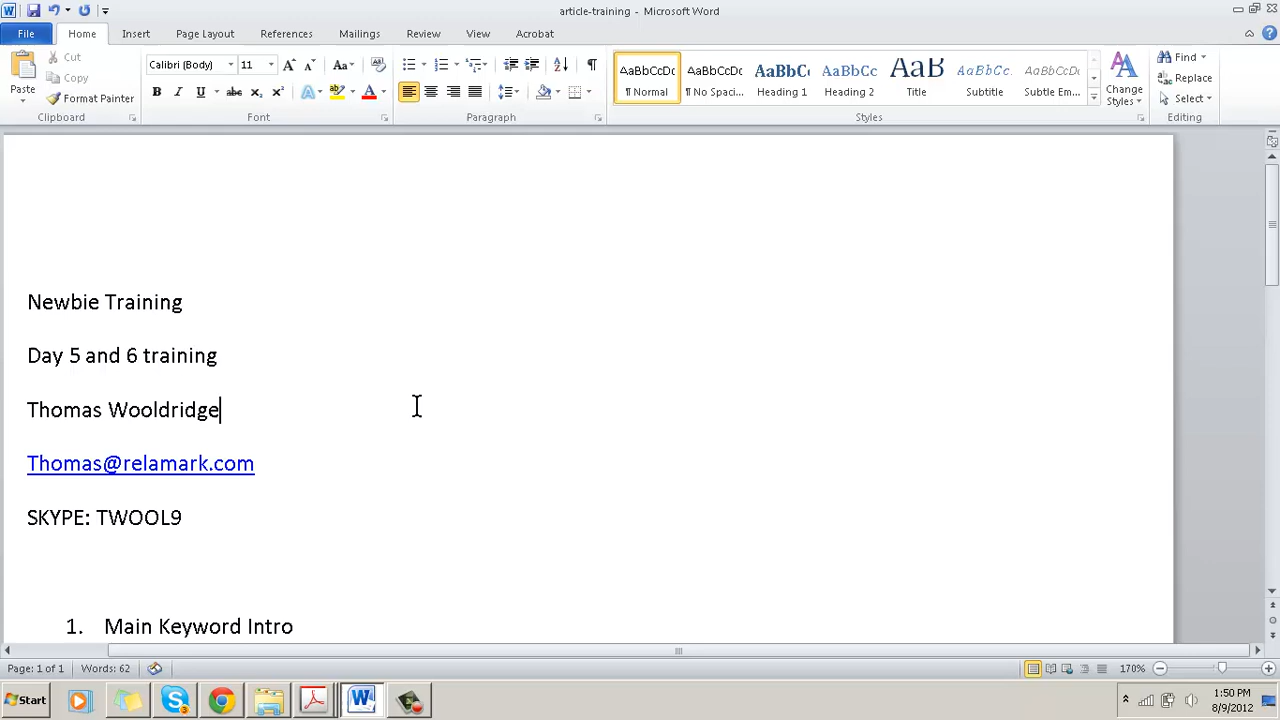 article-training - Microsoft Word
File Home Insert Page Layout References Mailings Review View Acrobat
Paste
Cut
Copy
Format Painter
Clipboard
Calibri (Body) 11
Font
Paragraph
AaBbCcDc AaBbCcDc AaBbC AaBbCc AaB AaBbCc. AaBbCcDc
¶ Normal ¶ No Spaci... Heading 1 Heading 2 Title Subtitle Subtle Em...
Change Styles
Styles
Find
Replace
Select
Editing
Newbie Training
Day 5 and 6 training
Thomas Wooldridge
Thomas@relamark.com
SKYPE: TWOOL9
1. Main Keyword Intro
Page: 1 of 1 Words: 62 170%
Start 1:50 PM
8/9/2012